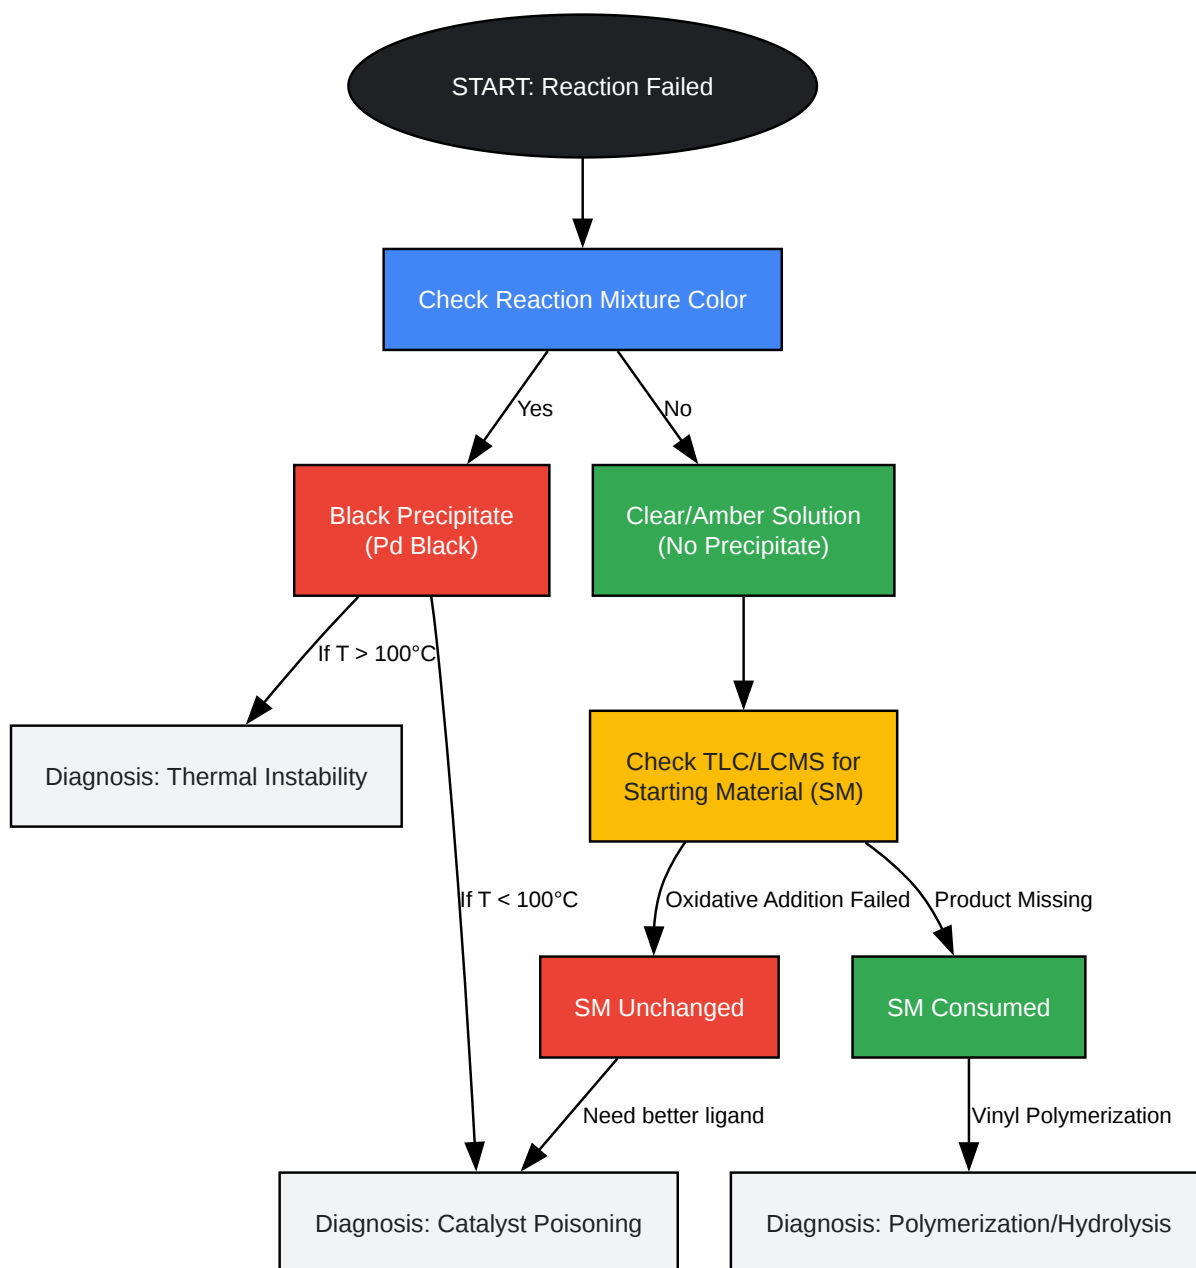 START: Reaction Failed
Check Reaction Mixture Color
Yes
No
Black Precipitate
(Pd Black)
Clear/Amber Solution
(No Precipitate)
If T > 100°C
Diagnosis: Thermal Instability
Check TLC/LCMS for
Starting Material (SM)
If T < 100°C
Oxidative Addition Failed
Product Missing
SM Unchanged
SM Consumed
Need better ligand
Vinyl Polymerization
Diagnosis: Catalyst Poisoning
Diagnosis: Polymerization/Hydrolysis